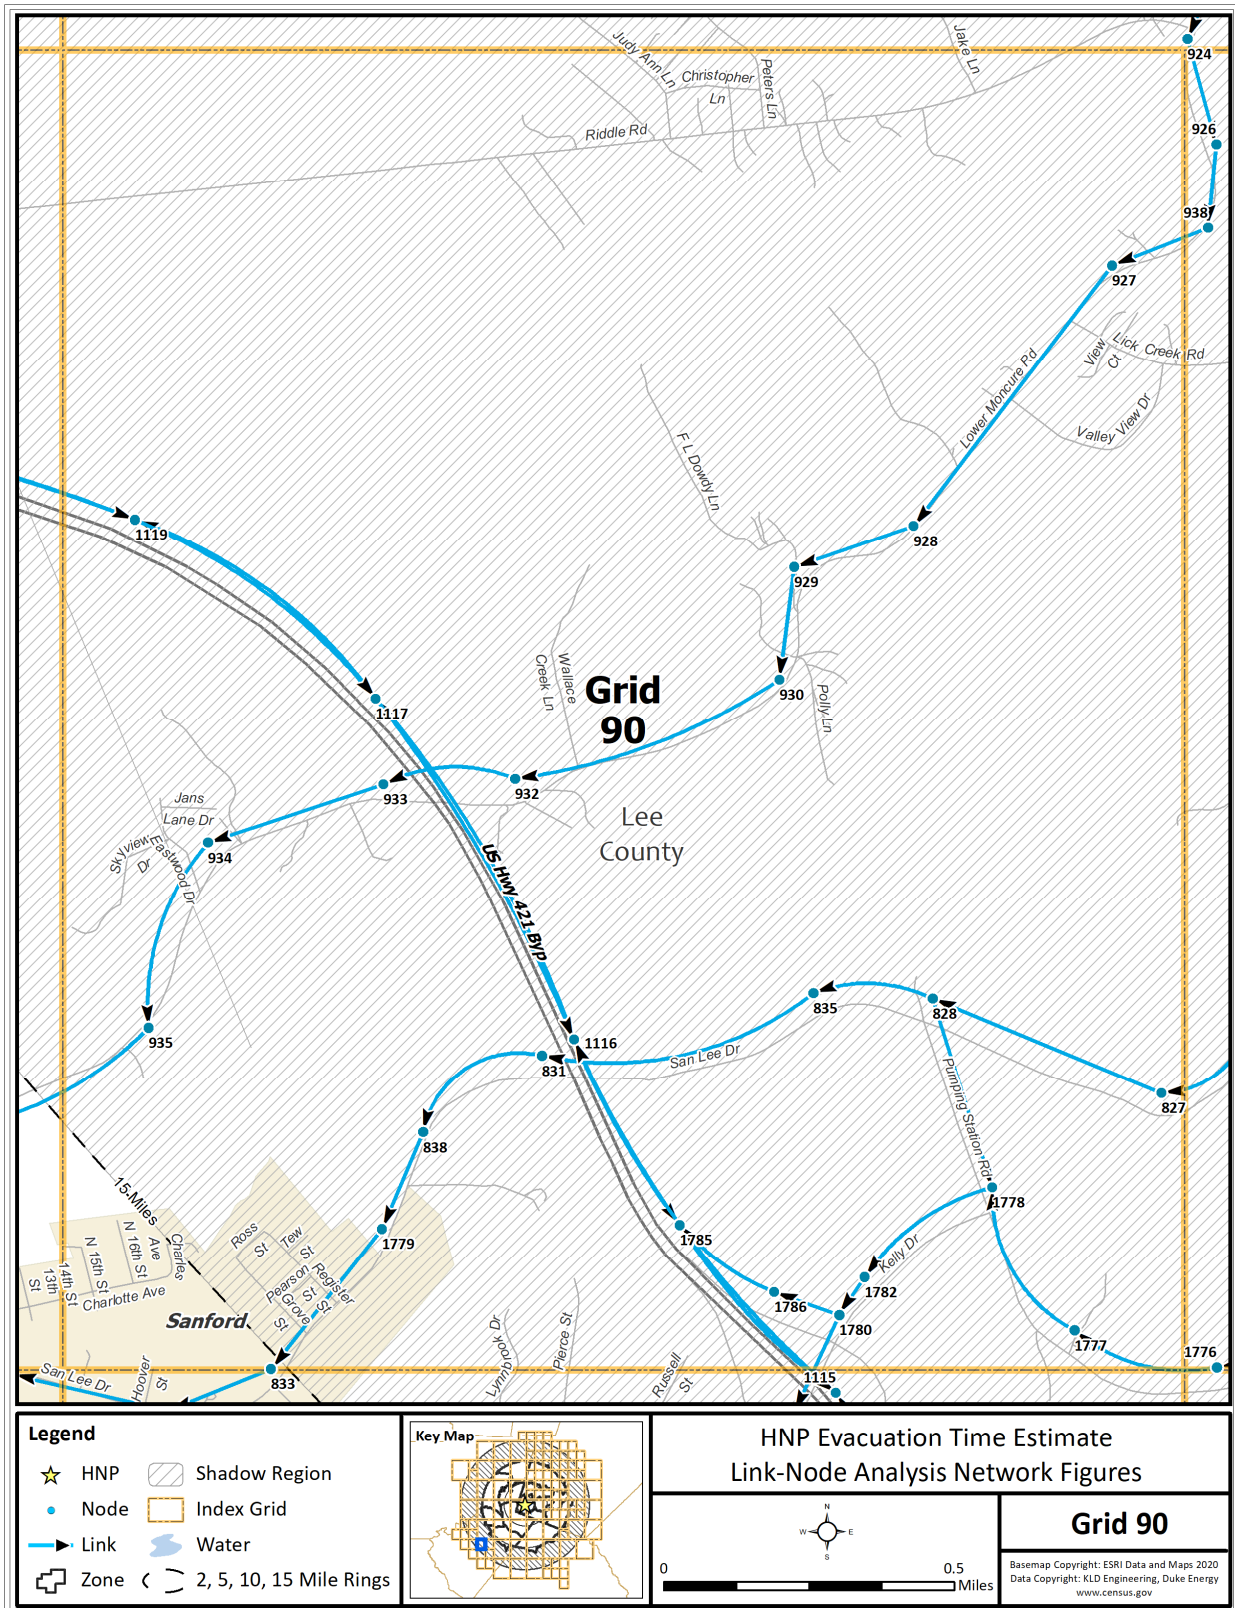 924
926
938
927
Judy Ann Ln
Christopher
Ln
Peters Ln
Jake Ln
Riddle Rd
View
Ct
Lick Creek Rd
Valley View Dr
Lower Moncure Rd
F L Dowdy Ln
1119
928
929
930
Polly Ln
Wallace
Creek Ln
Grid
90
1117
932
933
Lee
County
Jans
Lane Dr
Skyview
Dr
Eastwood Dr
934
US Hwy 421 Byp
935
835
828
1116
831
San Lee Dr
827
Pumping Station Rd
838
15 Miles
1778
1779
1785
Kelly Dr
1782
1786
1780
1777
1776
N 16th St
N 15th St
14th St
13th
St
Ave
Charles
Charlotte Ave
Ross
St
Tew
St
Pearson
St
Register
St
Grove
St
Sanford
833
San Lee Dr
Hoover
St
Lynnbrook Dr
Pierce St
Russell
St
1115
Legend
HNP
Node
Link
Zone
Shadow Region
Index Grid
Water
2, 5, 10, 15 Mile Rings
Key Map
HNP Evacuation Time Estimate
Link-Node Analysis Network Figures
N
W
E
S
0
0.5
Miles
Grid 90
Basemap Copyright: ESRI Data and Maps 2020
Data Copyright: KLD Engineering, Duke Energy
www.census.gov